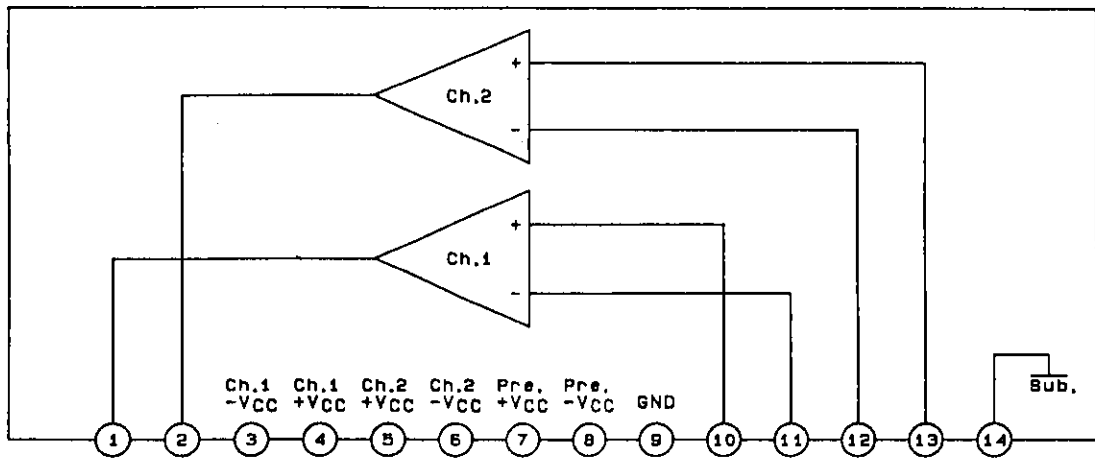 +
Ch.2
-
+
Ch.1
-
Ch.1 Ch.1 Ch.2 Ch.2 Pre. Pre.
-VCC +VCC +VCC -VCC +VCC -VCC GND
Sub.
1 2 3 4 5 6 7 8 9 10 11 12 13 14